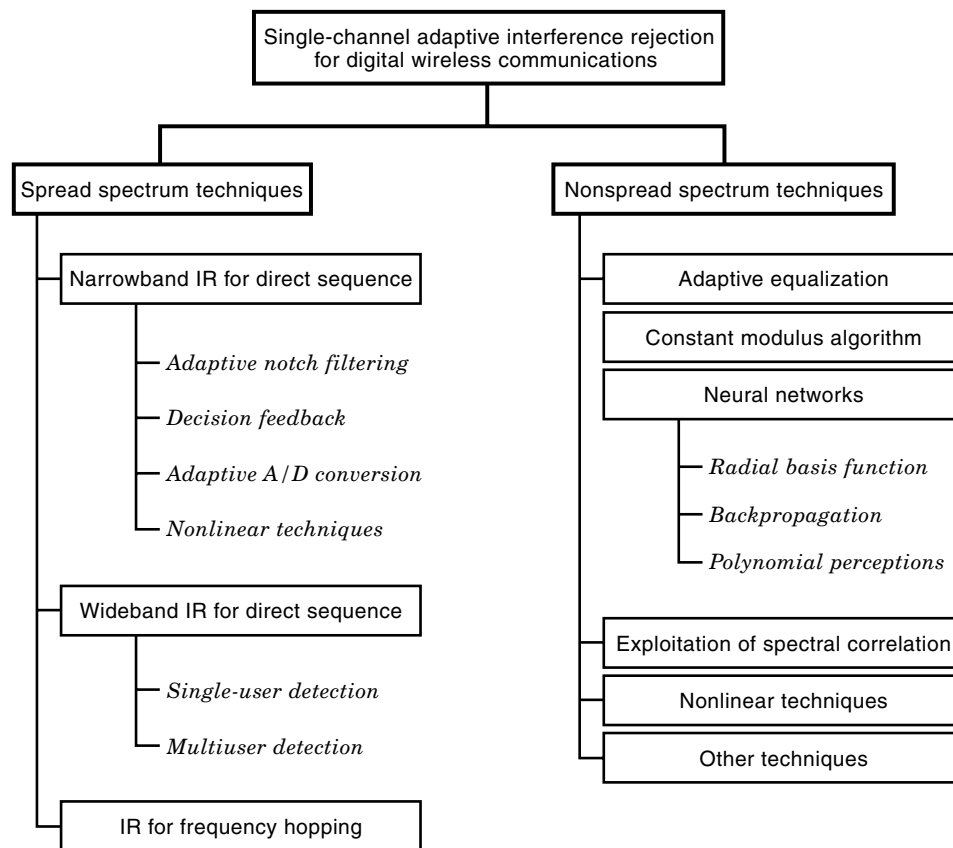 Single-channel adaptive interference rejection
for digital wireless communications
Spread spectrum techniques
Narrowband IR for direct sequence
Adaptive notch filtering
Decision feedback
Adaptive A/D conversion
Nonlinear techniques
Wideband IR for direct sequence
Single-user detection
Multiuser detection
IR for frequency hopping
Nonspread spectrum techniques
Adaptive equalization
Constant modulus algorithm
Neural networks
Radial basis function
Backpropagation
Polynomial perceptions
Exploitation of spectral correlation
Nonlinear techniques
Other techniques